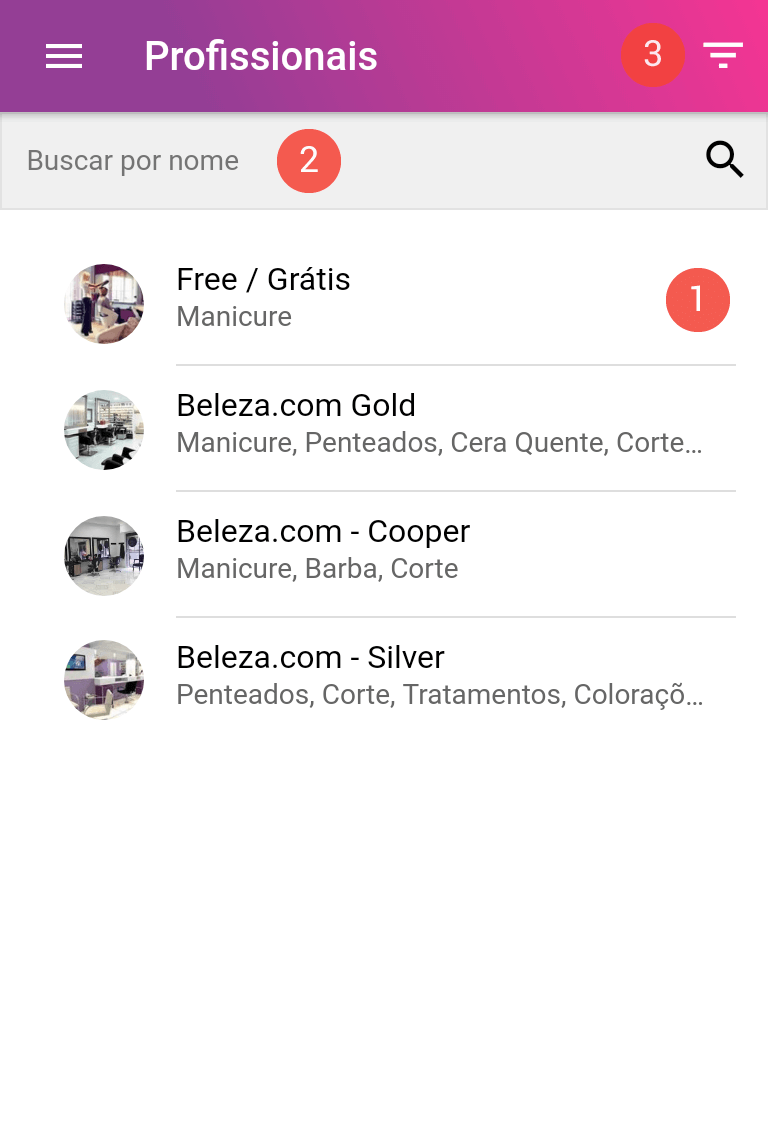 Profissionais 3
Buscar por nome 2
Free / Grátis 1
Manicure
Beleza.com Gold
Manicure, Penteados, Cera Quente, Corte...
Beleza.com - Cooper
Manicure, Barba, Corte
Beleza.com - Silver
Penteados, Corte, Tratamentos, Coloraçõ...